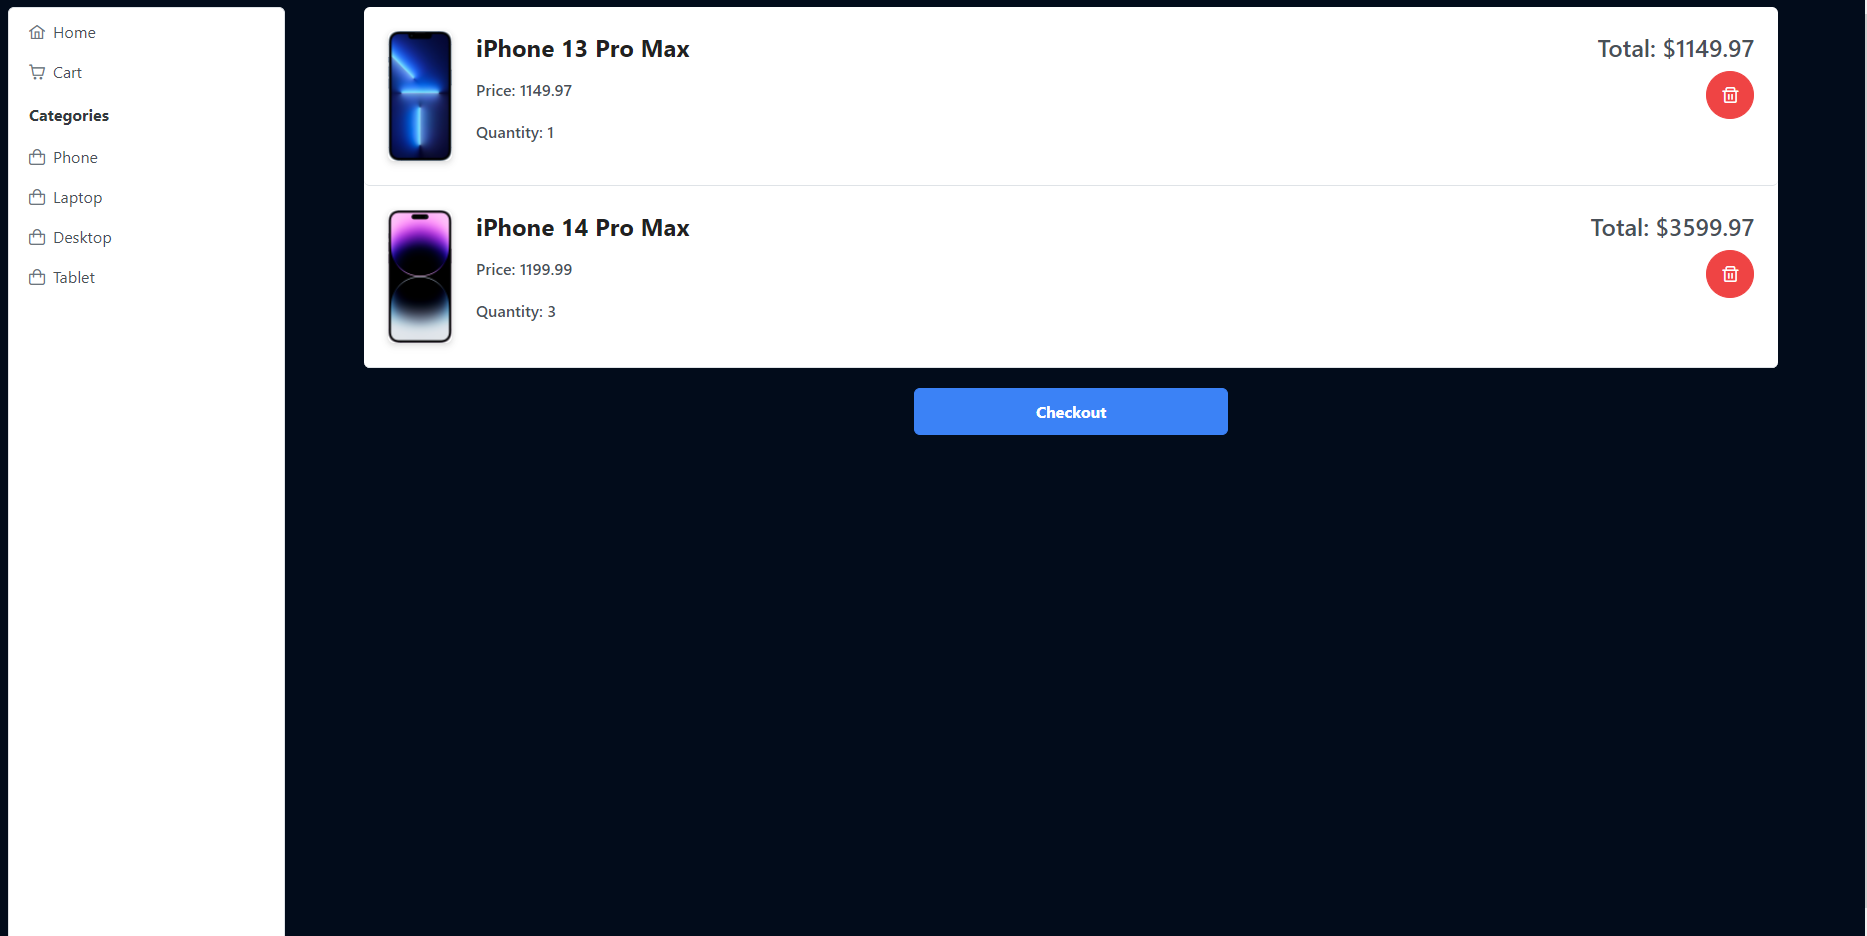 Home
Cart
Categories
Phone
Laptop
Desktop
Tablet
iPhone 13 Pro Max
Price: 1149.97
Quantity: 1
Total: $1149.97
iPhone 14 Pro Max
Price: 1199.99
Quantity: 3
Total: $3599.97
Checkout